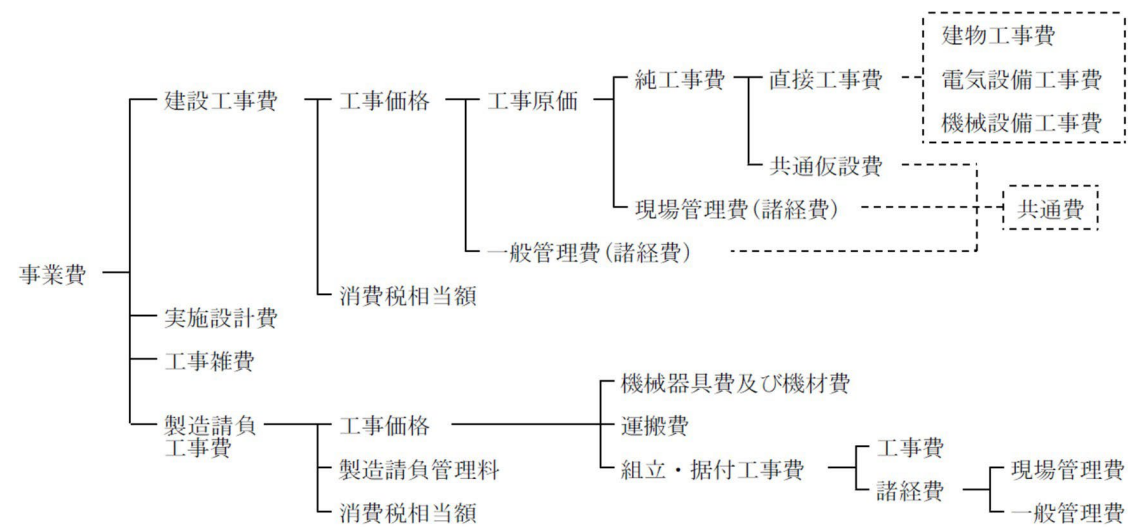 建物工事費
純工事費
直接工事費
電気設備工事費
建設工事費
工事価格
工事原価
機械設備工事費
共通仮設費
現場管理費(諸経費)
共通費
一般管理費(諸経費)
事業費
消費税相当額
実施設計費
工事雑費
機械器具費及び機材費
製造請負
工事費
工事価格
運搬費
工事費
製造請負管理料
組立・据付工事費
現場管理費
諸経費
消費税相当額
一般管理費